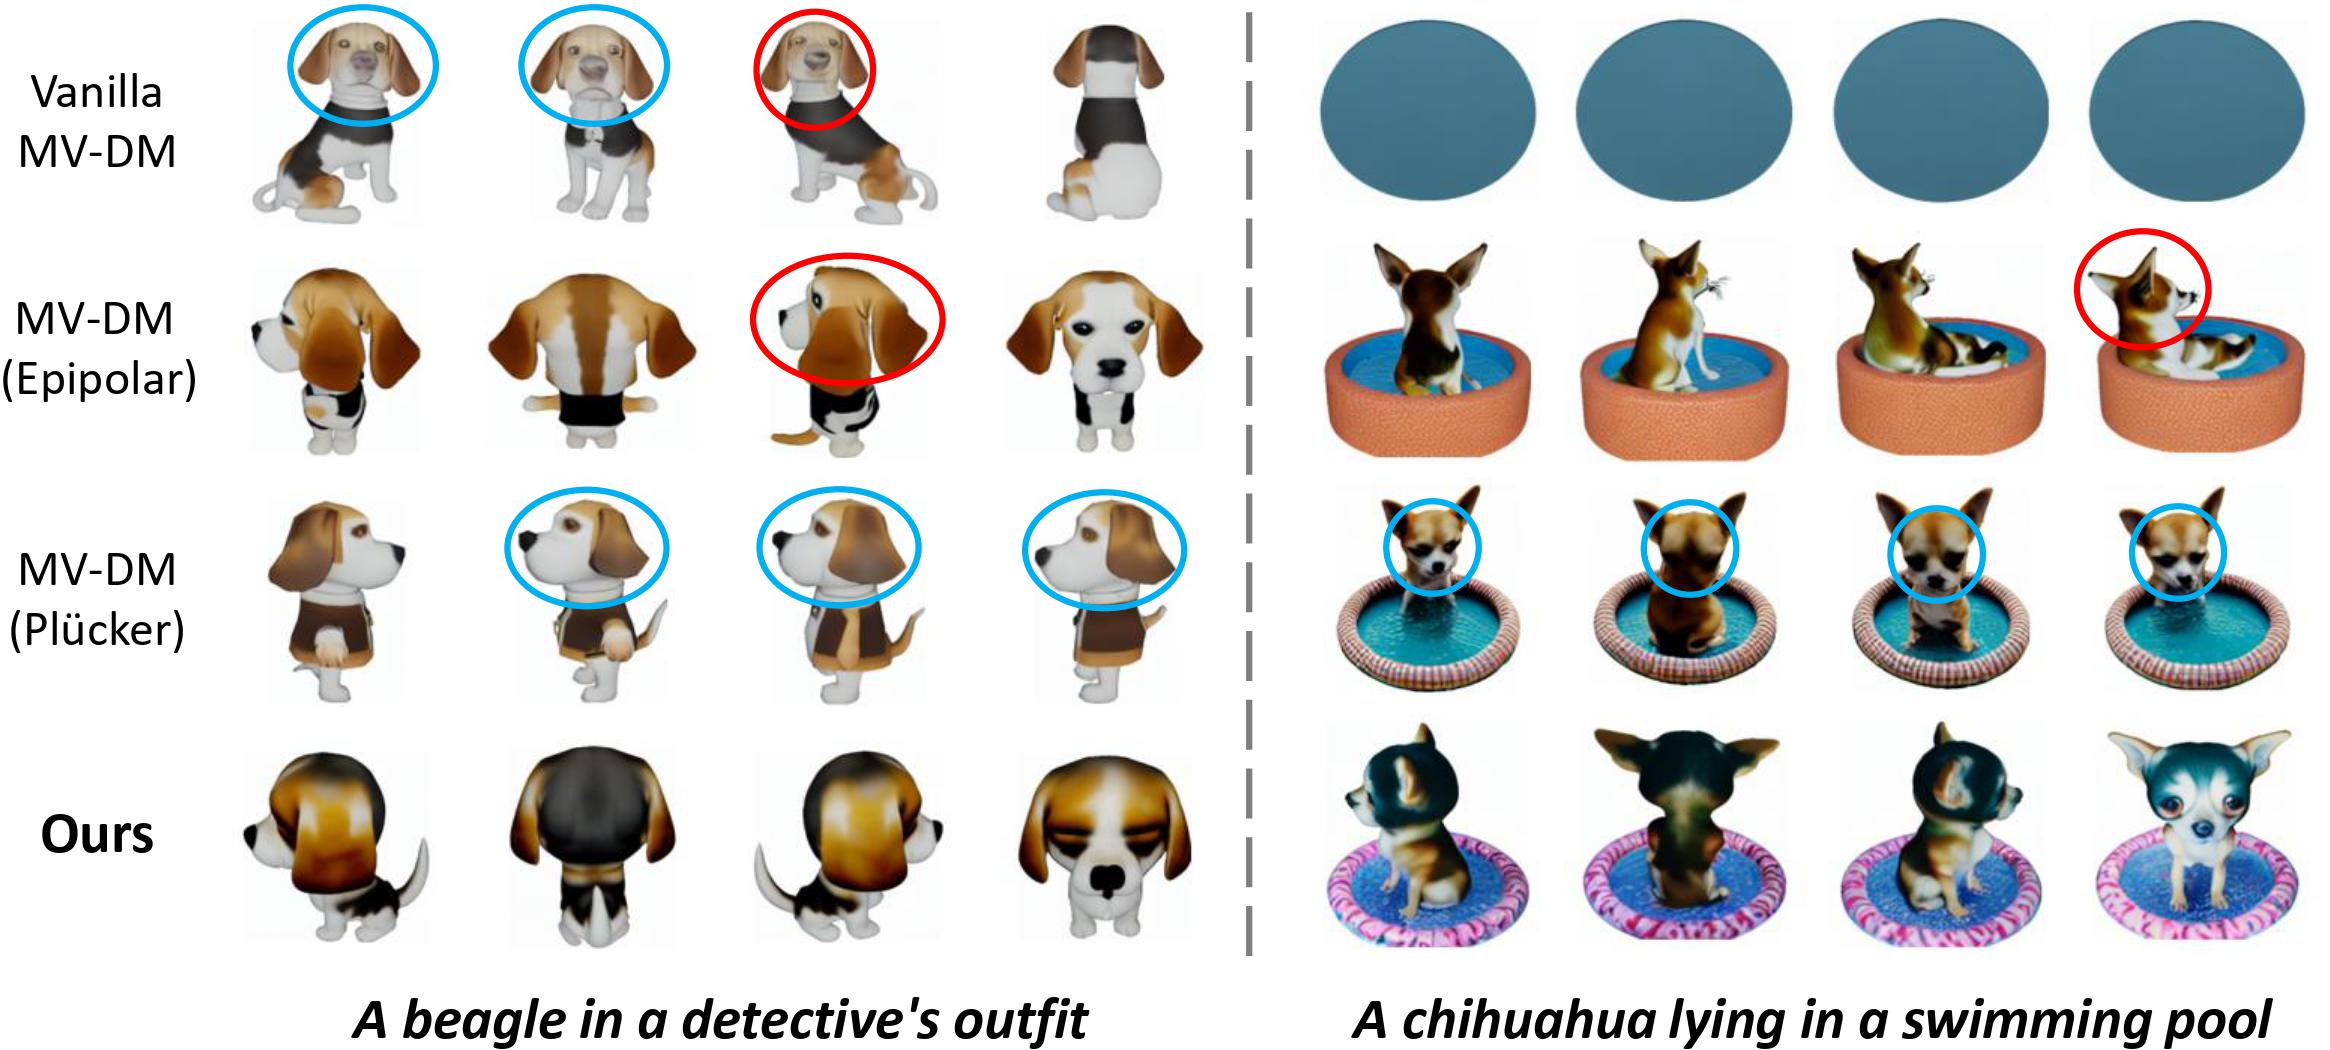 Vanilla
MV-DM
MV-DM
(Epipolar)
MV-DM
(Plücker)
Ours
A beagle in a detective's outfit
A chihuahua lying in a swimming pool